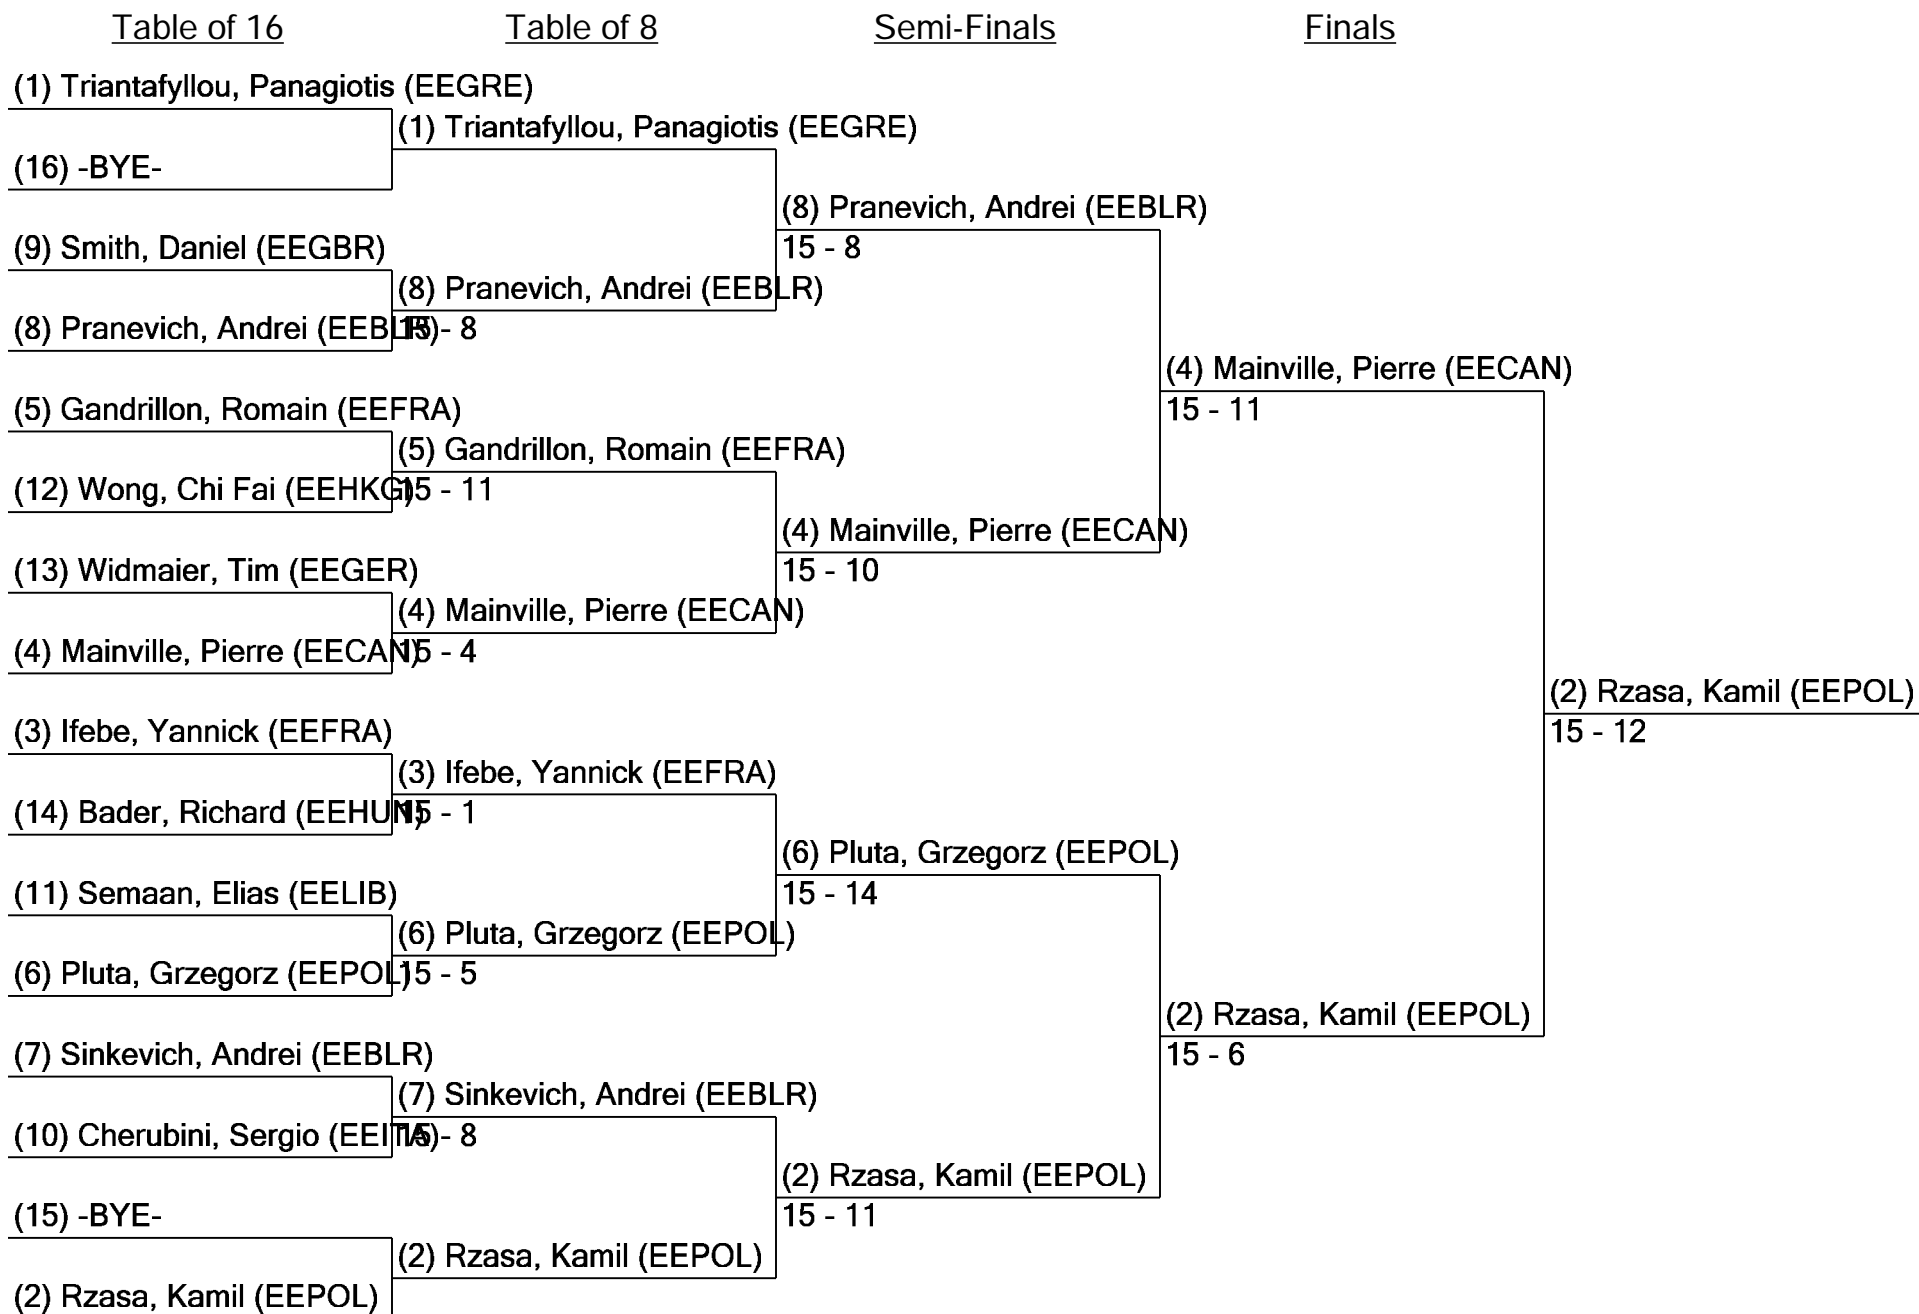 Table of 16 Table of 8 Semi-Finals Finals
(1) Triantafyllou, Panagiotis (EEGRE)
(1) Triantafyllou, Panagiotis (EEGRE)
(16) -BYE-
(8) Pranevich, Andrei (EEBLR)
15 - 8
(9) Smith, Daniel (EEGBR)
(8) Pranevich, Andrei (EEBLR)
(8) Pranevich, Andrei (EEBLR) 15 - 8
(4) Mainville, Pierre (EECAN)
15 - 11
(5) Gandrillon, Romain (EEFRA)
(5) Gandrillon, Romain (EEFRA)
(12) Wong, Chi Fai (EEHKG) 15 - 11
(4) Mainville, Pierre (EECAN)
15 - 10
(13) Widmaier, Tim (EEGER)
(4) Mainville, Pierre (EECAN)
(4) Mainville, Pierre (EECAN) 15 - 4
(2) Rzasa, Kamil (EEPOL)
15 - 12
(3) Ifebe, Yannick (EEFRA)
(3) Ifebe, Yannick (EEFRA)
(14) Bader, Richard (EEHUN) 15 - 1
(6) Pluta, Grzegorz (EEPOL)
15 - 14
(11) Semaan, Elias (EELIB)
(6) Pluta, Grzegorz (EEPOL)
(6) Pluta, Grzegorz (EEPOL) 15 - 5
(2) Rzasa, Kamil (EEPOL)
15 - 6
(7) Sinkevich, Andrei (EEBLR)
(7) Sinkevich, Andrei (EEBLR)
(10) Cherubini, Sergio (EEITA) 15 - 8
(2) Rzasa, Kamil (EEPOL)
15 - 11
(15) -BYE-
(2) Rzasa, Kamil (EEPOL)
(2) Rzasa, Kamil (EEPOL)